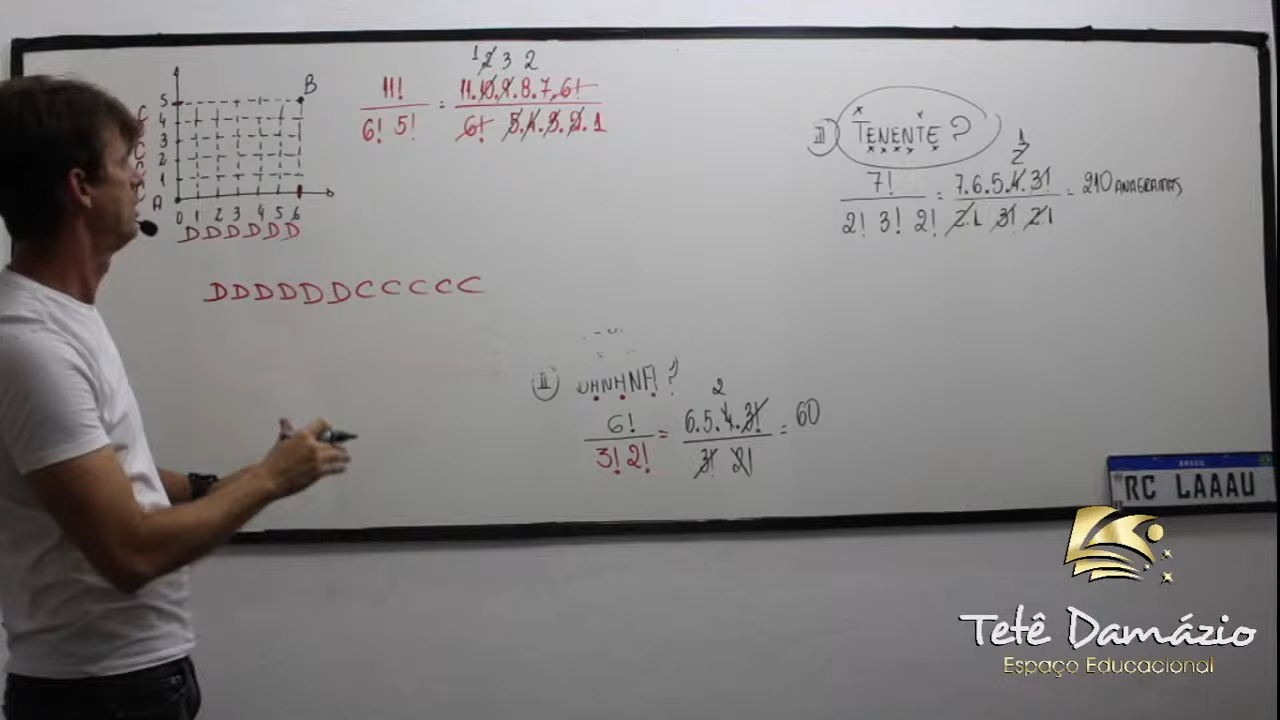 1 2 3 2
11! / 6! 5! = 11.10.9.8.7.6! / 6! 5.4.3.2.1
B
5
4
3
2
1
A
0 1 2 3 4 5 6
D D D D D D
C
C
C
DDDDDDCCCCC
III TENENTE ?
1
2
7! / 2! 3! 2! = 7.6.5.4.3! / 2.1 3! 2.1 = 210 ANAGRAMAS
II ?
2
6! / 3! 2! = 6.5.4.3! / 3! 2! = 60
BRASIL
RC LAAAU
Tetê Damázio
Espaço Educacional